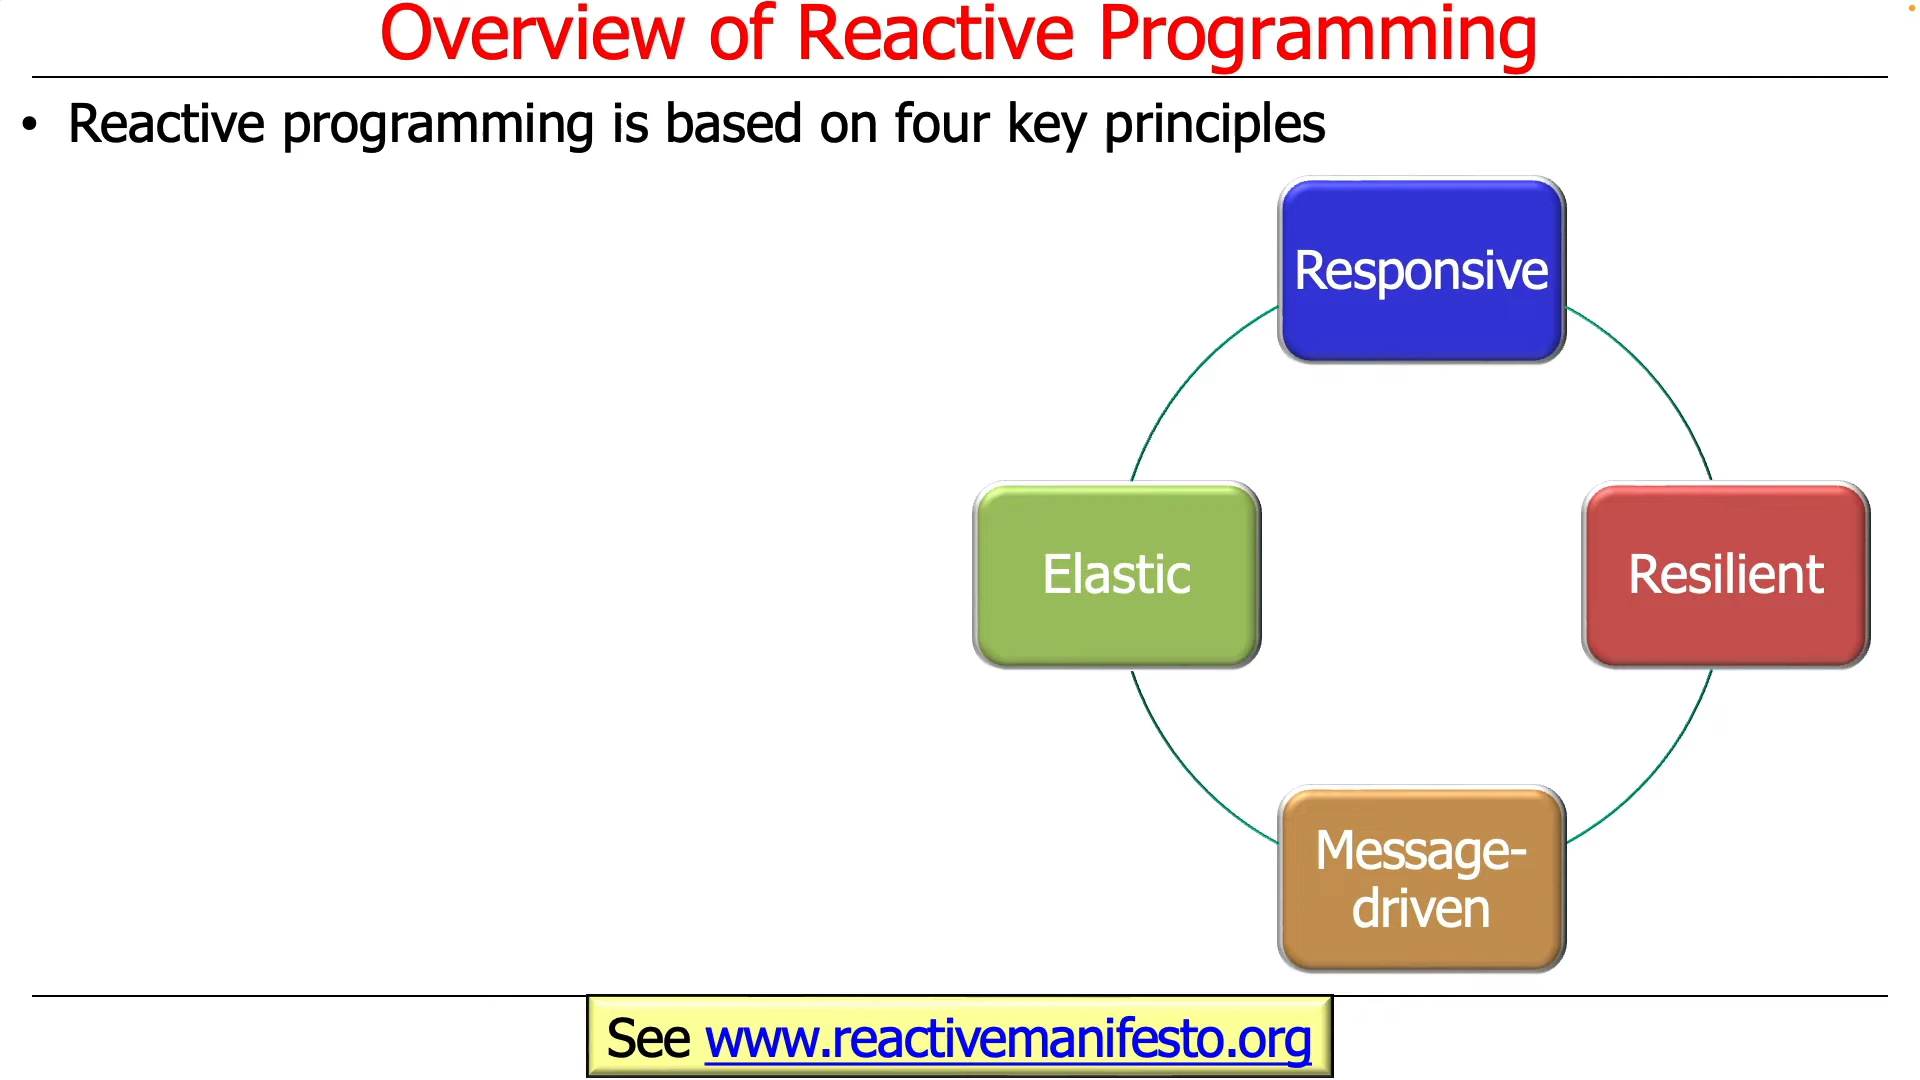 Overview of Reactive Programming
• Reactive programming is based on four key principles
Responsive
Elastic
Resilient
Message-
driven
See www.reactivemanifesto.org